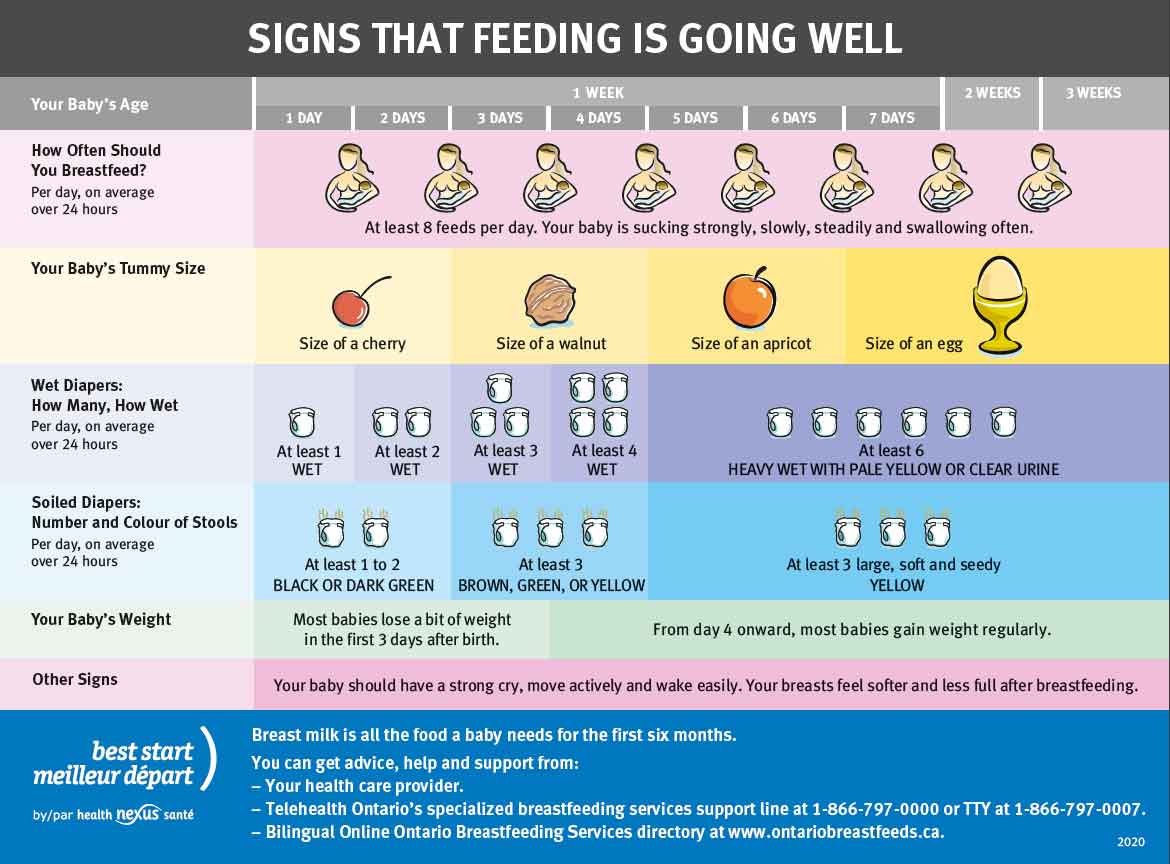 SIGNS THAT FEEDING IS GOING WELL
Your Baby's Age
1 WEEK
2 WEEKS
3 WEEKS
1 DAY
2 DAYS
3 DAYS
4 DAYS
5 DAYS
6 DAYS
7 DAYS
How Often Should
You Breastfeed?
Per day, on average
over 24 hours
At least 8 feeds per day. Your baby is sucking strongly, slowly, steadily and swallowing often.
Your Baby's Tummy Size
Size of a cherry
Size of a walnut
Size of an apricot
Size of an egg
Wet Diapers:
How Many, How Wet
Per day, on average
over 24 hours
At least 1
WET
At least 2
WET
At least 3
WET
At least 4
WET
At least 6
HEAVY WET WITH PALE YELLOW OR CLEAR URINE
Soiled Diapers:
Number and Colour of Stools
Per day, on average
over 24 hours
At least 1 to 2
BLACK OR DARK GREEN
At least 3
BROWN, GREEN, OR YELLOW
At least 3 large, soft and seedy
YELLOW
Your Baby's Weight
Most babies lose a bit of weight
in the first 3 days after birth.
From day 4 onward, most babies gain weight regularly.
Other Signs
Your baby should have a strong cry, move actively and wake easily. Your breasts feel softer and less full after breastfeeding.
best start
meilleur départ
by/par health nexus santé
Breast milk is all the food a baby needs for the first six months.
You can get advice, help and support from:
– Your health care provider.
– Telehealth Ontario's specialized breastfeeding services support line at 1-866-797-0000 or TTY at 1-866-797-0007.
– Bilingual Online Ontario Breastfeeding Services directory at www.ontariobreastfeeds.ca.
2020